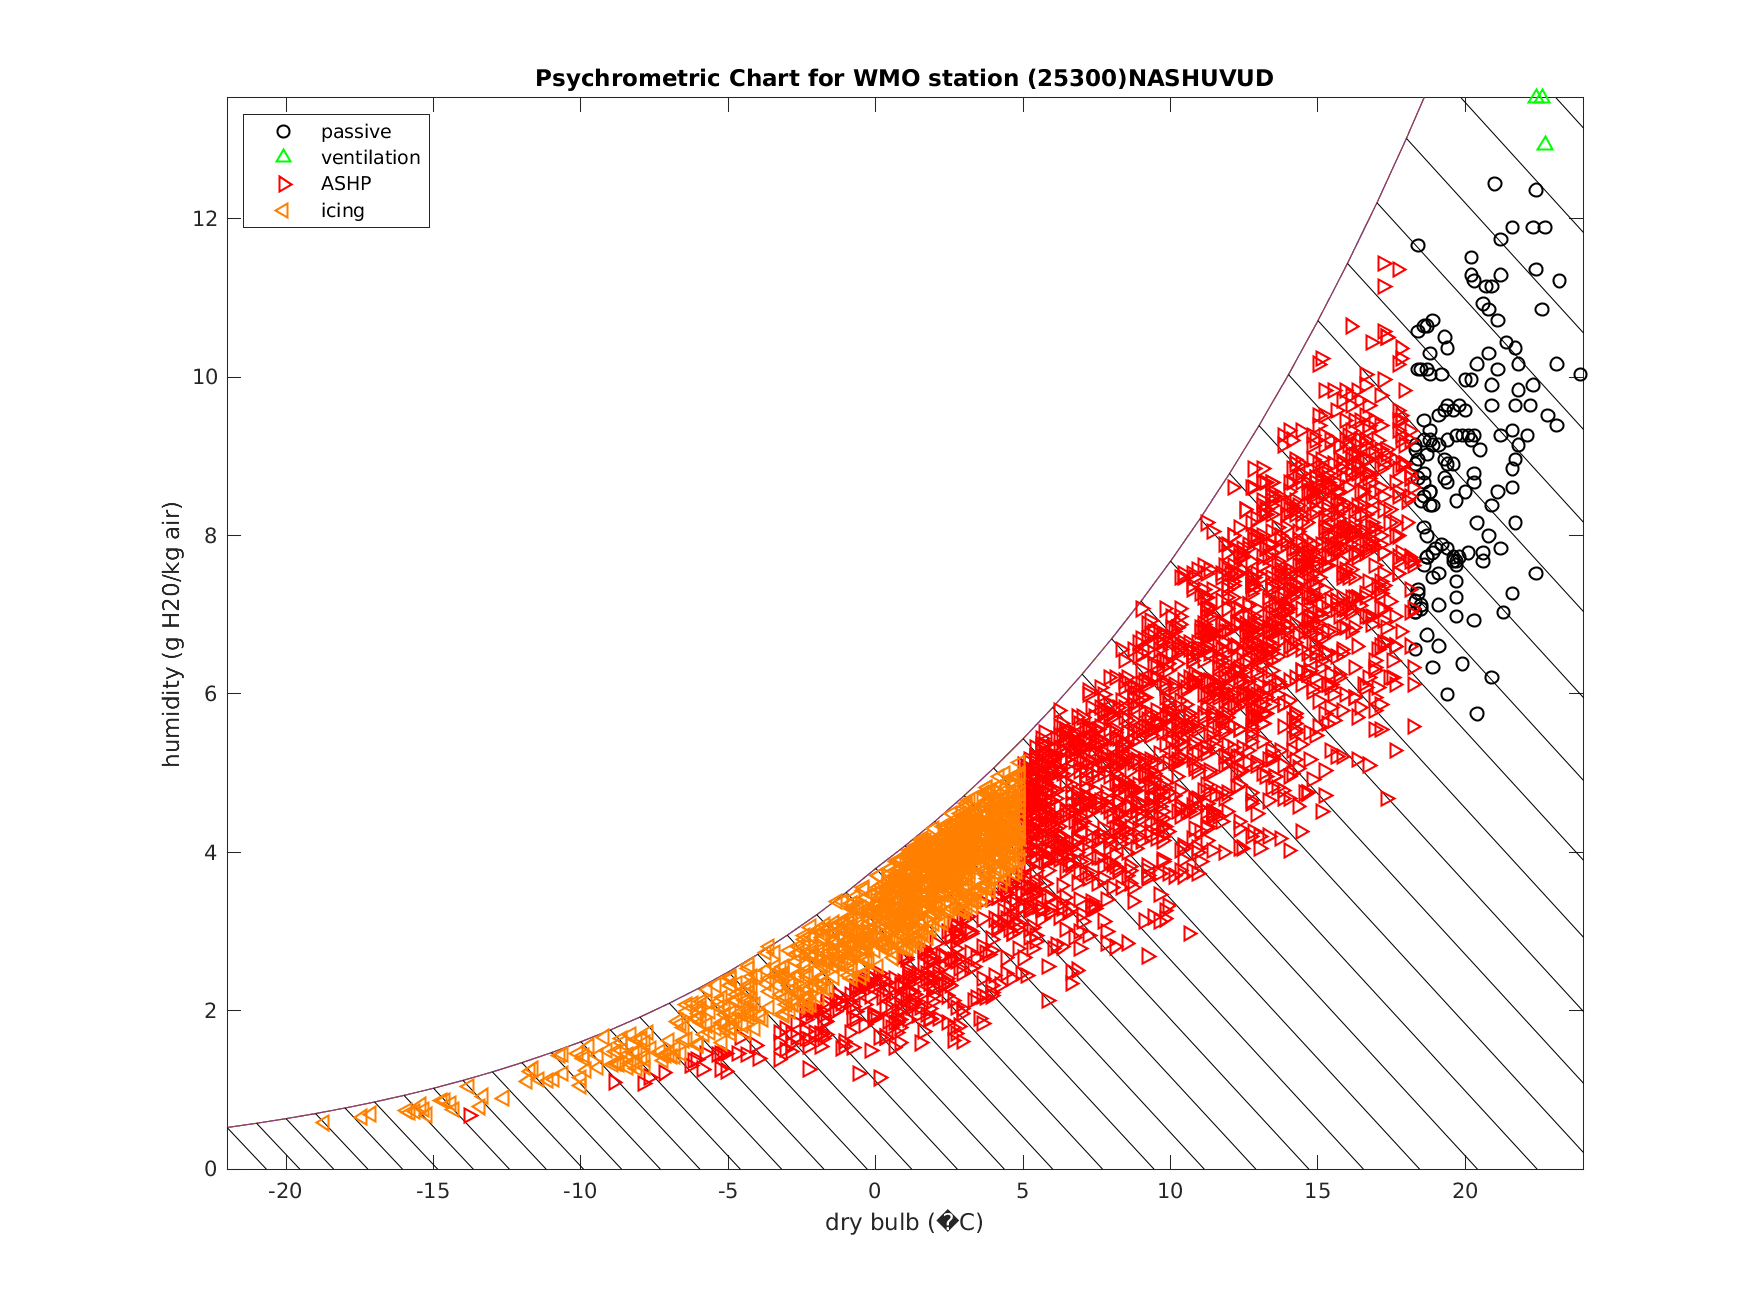 Psychrometric Chart for WMO station (25300)NASHUVUD
passive
ventilation
ASHP
icing
12
10
8
6
4
2
0
humidity (g H20/kg air)
-20 -15 -10 -5 0 5 10 15 20
dry bulb (�C)